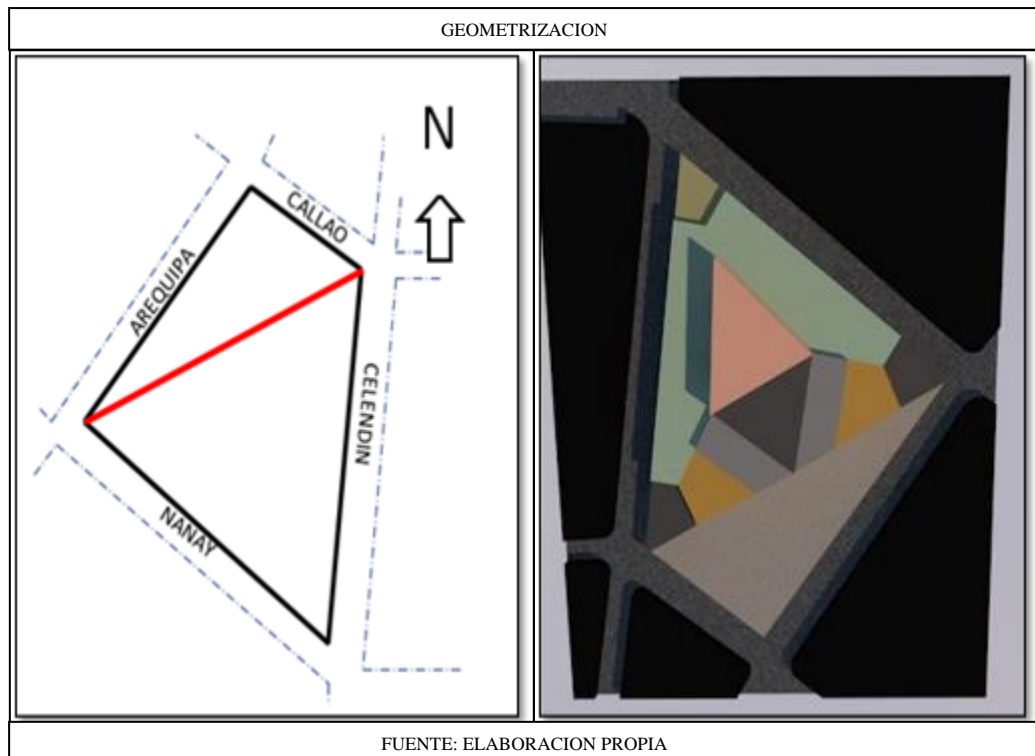 GEOMETRIZACION
N
CALLAO
AREQUIPA
CELENDIN
NANAY
FUENTE: ELABORACION PROPIA